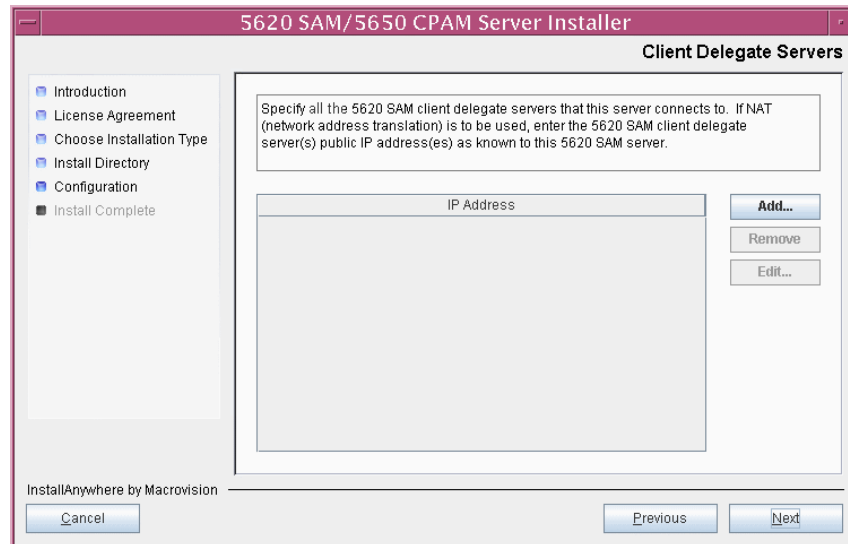 5620 SAM/5650 CPAM Server Installer
Client Delegate Servers
Introduction
License Agreement
Choose Installation Type
Install Directory
Configuration
Install Complete
Specify all the 5620 SAM client delegate servers that this server connects to. If NAT
(network address translation) is to be used, enter the 5620 SAM client delegate
server(s) public IP address(es) as known to this 5620 SAM server.
IP Address
Add...
Remove
Edit...
InstallAnywhere by Macrovision
Cancel
Previous
Next